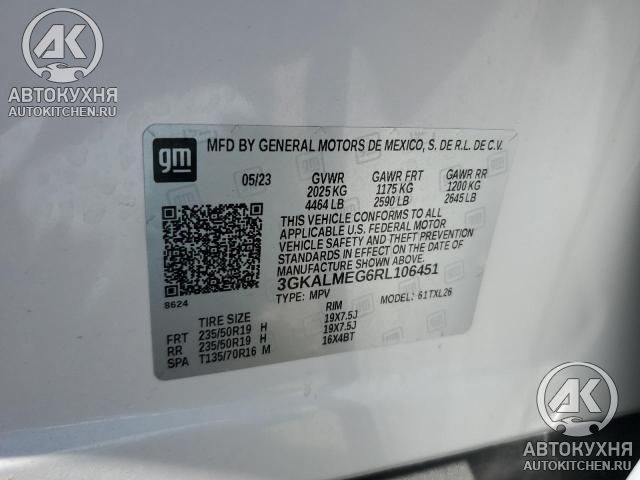 АК
АВТОКУХНЯ
AUTOKITCHEN.RU
gm
MFD BY GENERAL MOTORS DE MEXICO, S. DE R.L. DE C.V.
05/23 GVWR GAWR FRT GAWR RR
2025 KG 1175 KG 1200 KG
4464 LB 2590 LB 2645 LB
THIS VEHICLE CONFORMS TO ALL
APPLICABLE U.S. FEDERAL MOTOR
VEHICLE SAFETY AND THEFT PREVENTION
STANDARDS IN EFFECT ON THE DATE OF
MANUFACTURE SHOWN ABOVE.
3GKALMEG6RL106451
8624 TYPE: MPV MODEL: 61TXL26
TIRE SIZE RIM
FRT 235/50R19 H 19X7.5J
RR 235/50R19 H 19X7.5J
SPA T135/70R16 M 16X4BT
АК
АВТОКУХНЯ
AUTOKITCHEN.RU